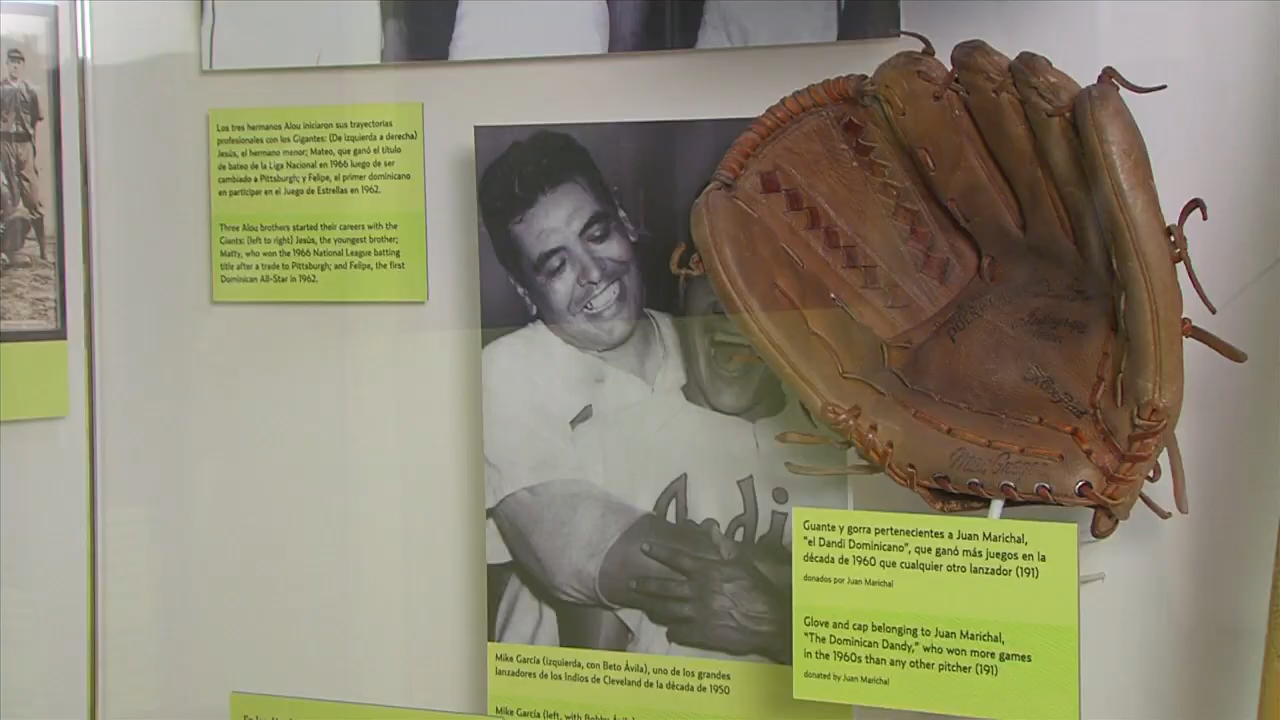 Los tres hermanos Alou iniciaron sus trayectorias
profesionales con los Gigantes: (De izquierda a derecha)
Jesús, el hermano menor; Mateo, que ganó el título
de bateo de la Liga Nacional en 1966 luego de ser
cambiado a Pittsburgh; y Felipe, el primer dominicano
en participar en el Juego de Estrellas en 1962.
Three Alou brothers started their careers with the
Giants: (left to right) Jesús, the youngest brother;
Matty, who won the 1966 National League batting
title after a trade to Pittsburgh; and Felipe, the first
Dominican All-Star in 1962.
Indi
MacGregor
Guante y gorra pertenecientes a Juan Marichal,
"el Dandi Dominicano", que ganó más juegos en la
década de 1960 que cualquier otro lanzador (191)
donados por Juan Marichal
Glove and cap belonging to Juan Marichal,
"The Dominican Dandy," who won more games
in the 1960s than any other pitcher (191)
donated by Juan Marichal
Mike García (izquierda, con Beto Ávila), uno de los grandes
lanzadores de los Indios de Cleveland de la década de 1950
Mike García (left, with Bobby